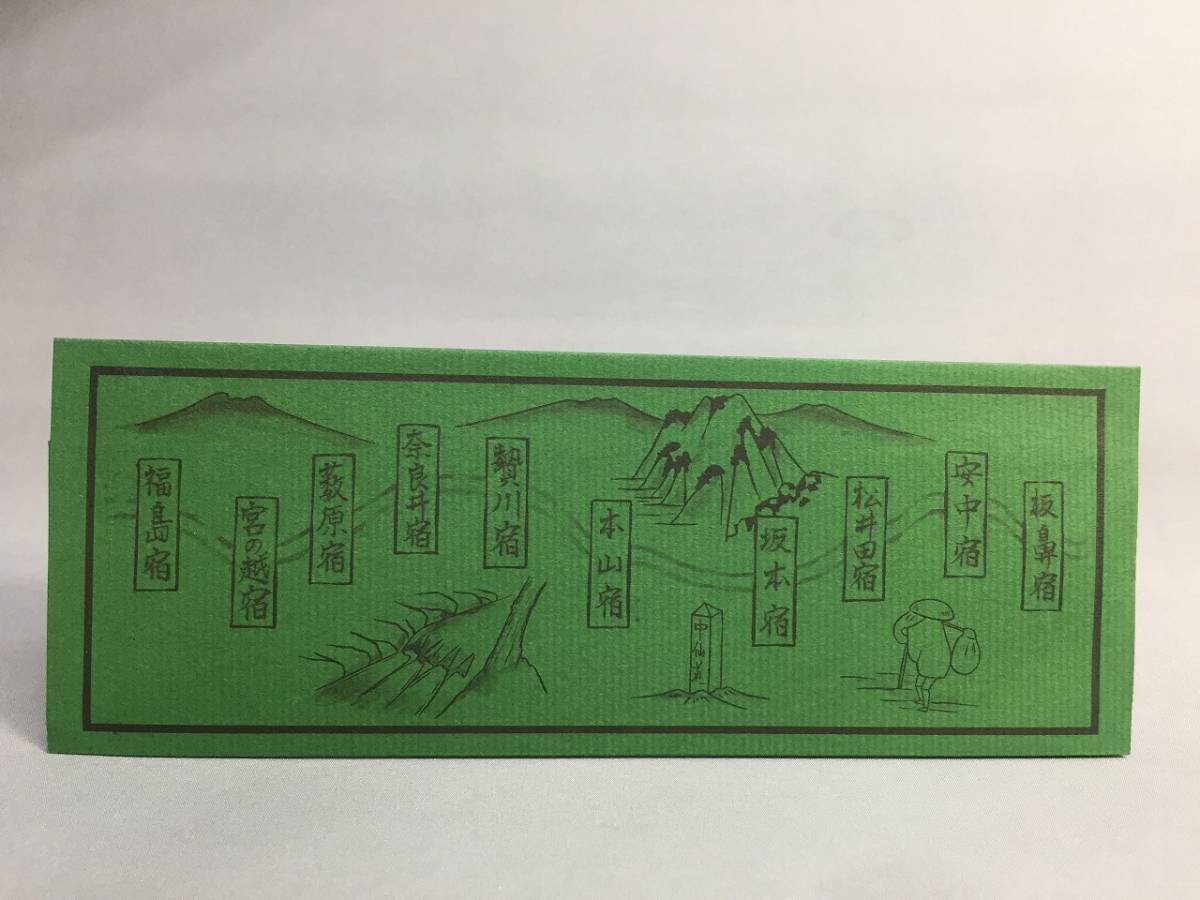 板鼻宿
安中宿
松井田宿
坂本宿
本山宿
贄川宿
奈良井宿
薮原宿
宮の越宿
福島宿
中仙道